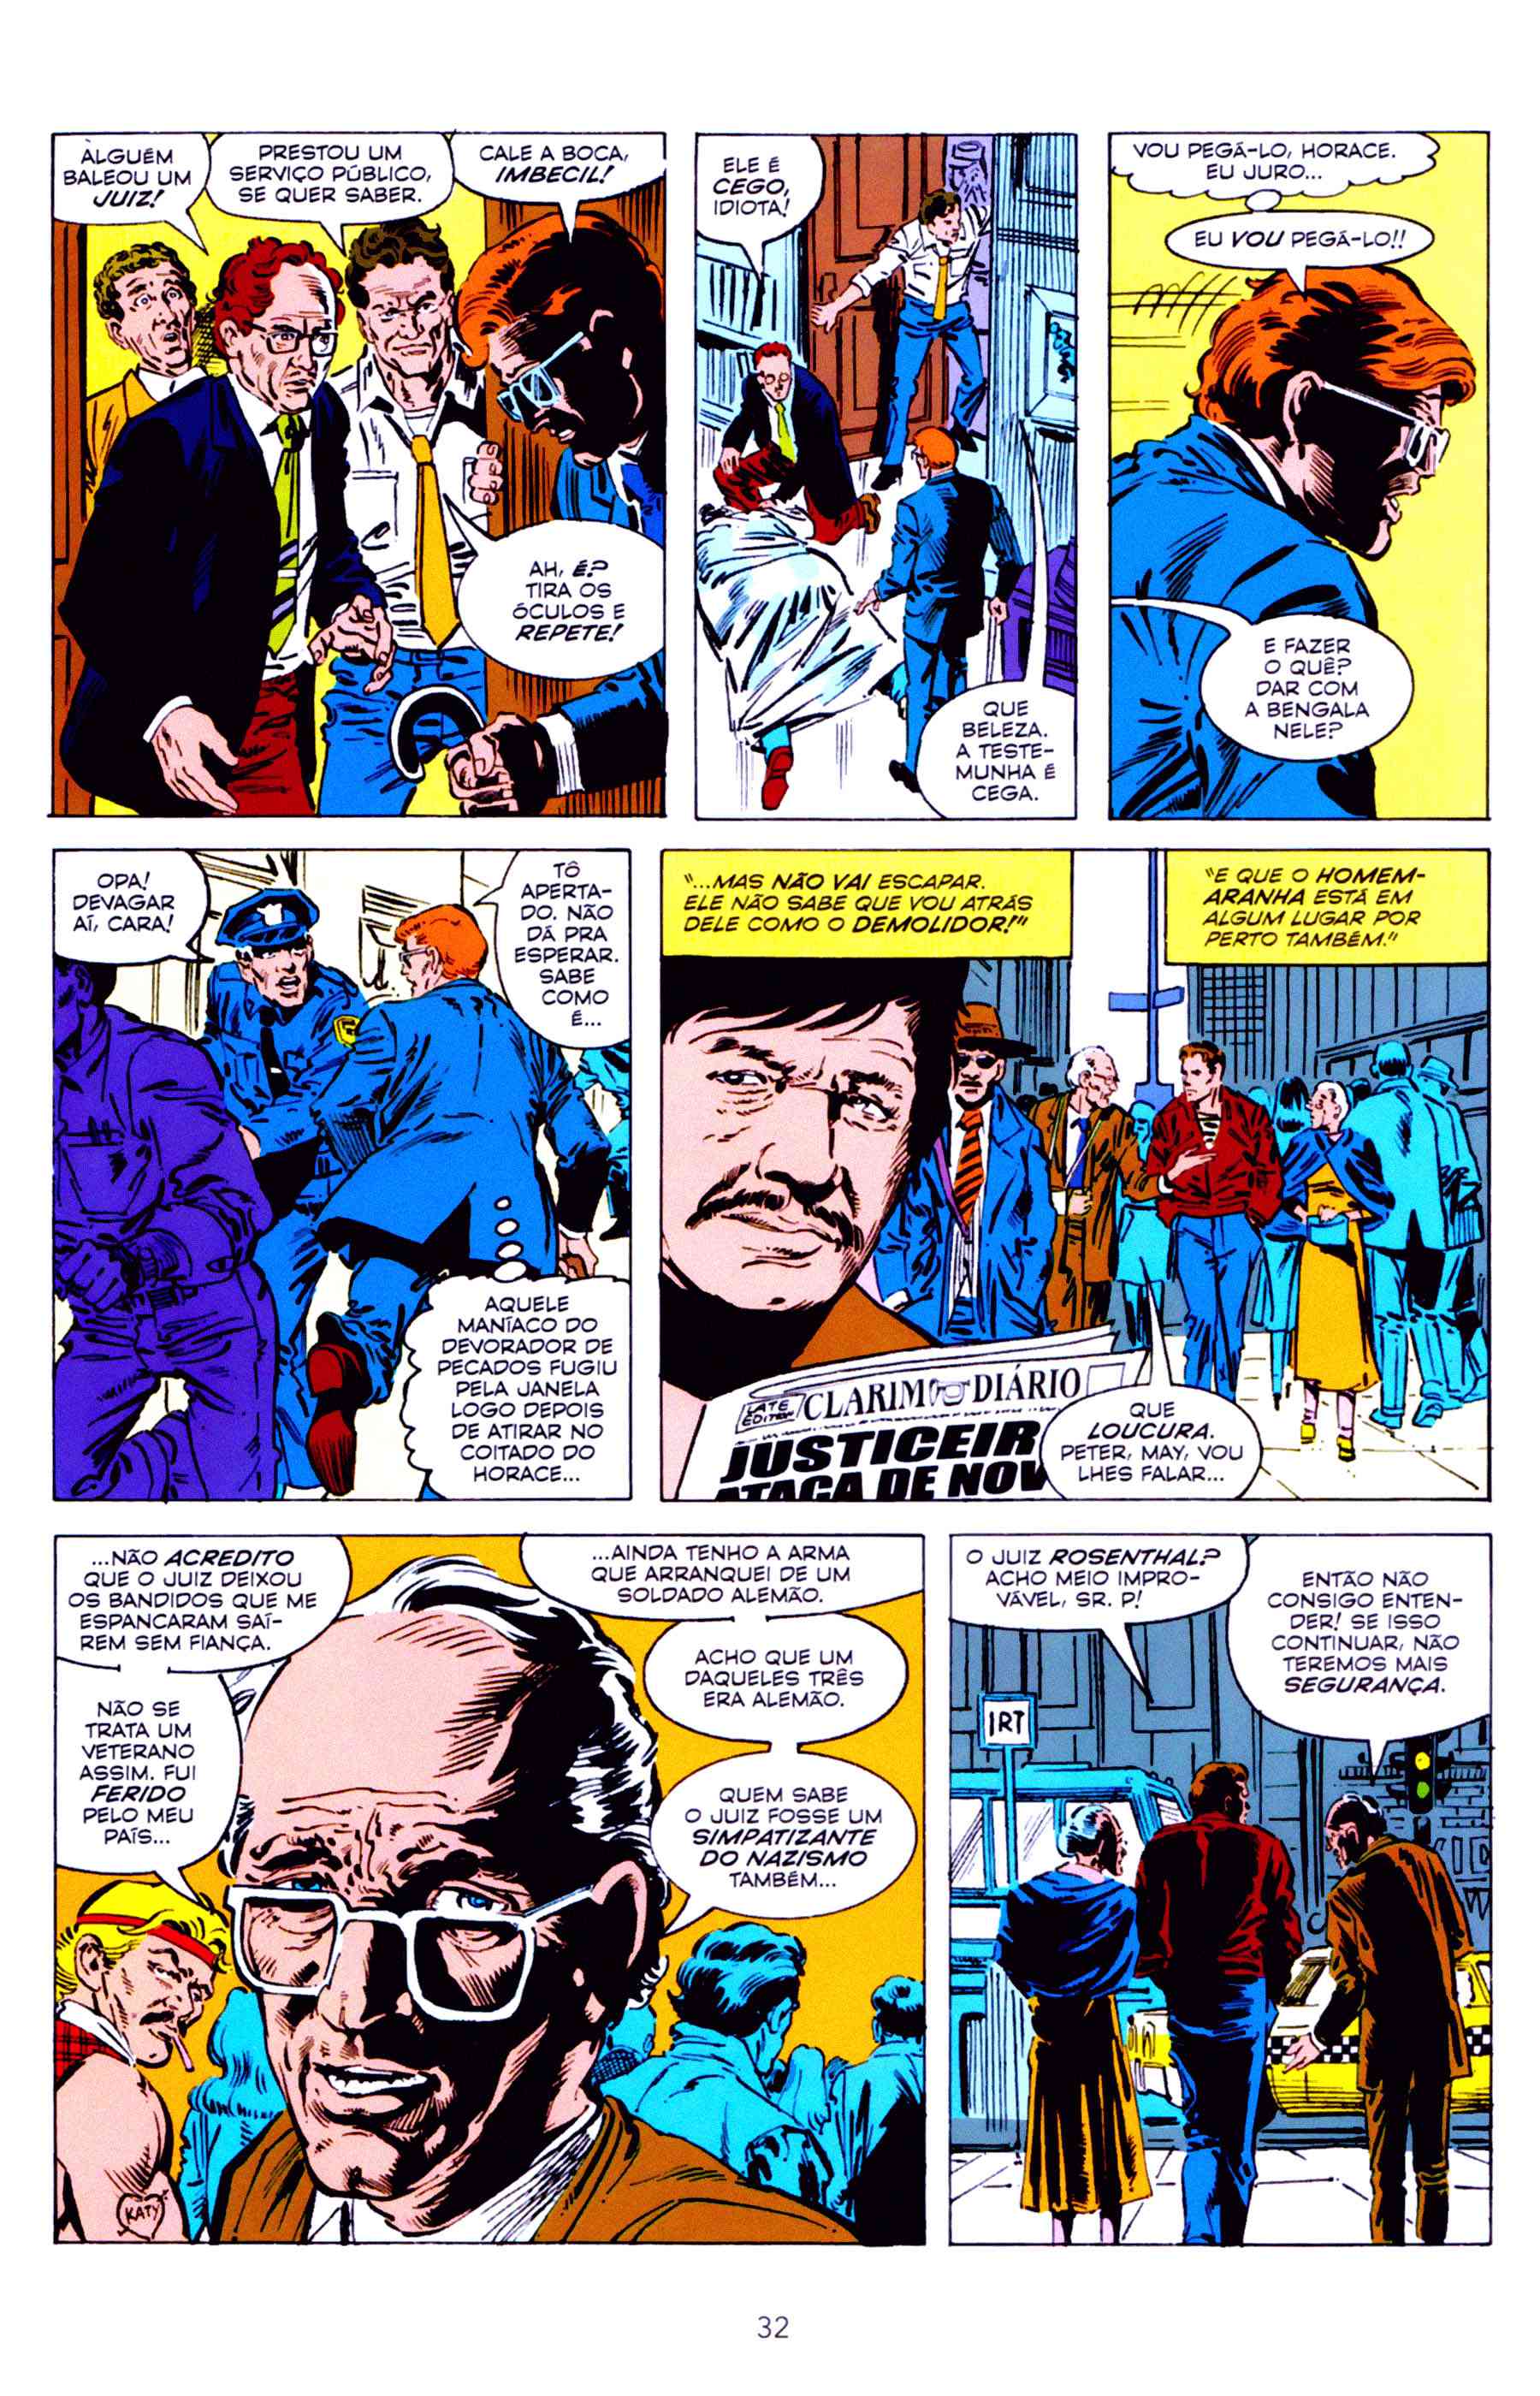 ALGUÉM
BALEOU UM
JUIZ!
PRESTOU UM
SERVIÇO PÚBLICO,
SE QUER SABER.
CALE A BOCA,
IMBECIL!
AH, É?
TIRA OS
ÓCULOS E
REPETE!
ELE É
CEGO,
IDIOTA!
QUE
BELEZA.
A TESTE-
MUNHA É
CEGA.
VOU PEGÁ-LO, HORACE.
EU JURO...
EU VOU PEGÁ-LO!!
E FAZER
O QUÊ?
DAR COM
A BENGALA
NELE?
OPA!
DEVAGAR
AÍ, CARA!
TÔ
APERTA-
DO. NÃO
DÁ PRA
ESPERAR.
SABE
COMO
É...
AQUELE
MANÍACO DO
DEVORADOR DE
PECADOS FUGIU
PELA JANELA
LOGO DEPOIS
DE ATIRAR NO
COITADO DO
HORACE...
"...MAS NÃO VAI ESCAPAR.
ELE NÃO SABE QUE VOU ATRÁS
DELE COMO O DEMOLIDOR!"
"E QUE O HOMEM-
ARANHA ESTÁ EM
ALGUM LUGAR POR
PERTO TAMBÉM."
LATE
EDITION
CLARIM DIÁRIO
JUSTICEIR
ATACA DE NOV
QUE
LOUCURA.
PETER, MAY, VOU
LHES FALAR...
...NÃO ACREDITO
QUE O JUIZ DEIXOU
OS BANDIDOS QUE ME
ESPANCARAM SAÍ-
REM SEM FIANÇA.
NÃO SE
TRATA UM
VETERANO
ASSIM. FUI
FERIDO
PELO MEU
PAÍS...
...AINDA TENHO A ARMA
QUE ARRANQUEI DE UM
SOLDADO ALEMÃO.
ACHO QUE UM
DAQUELES TRÊS
ERA ALEMÃO.
QUEM SABE
O JUIZ FOSSE UM
SIMPATIZANTE
DO NAZISMO
TAMBÉM...
KATY
O JUIZ ROSENTHAL?
ACHO MEIO IMPRO-
VÁVEL, SR. P!
ENTÃO NÃO
CONSIGO ENTEN-
DER! SE ISSO
CONTINUAR, NÃO
TEREMOS MAIS
SEGURANÇA.
IRT
32